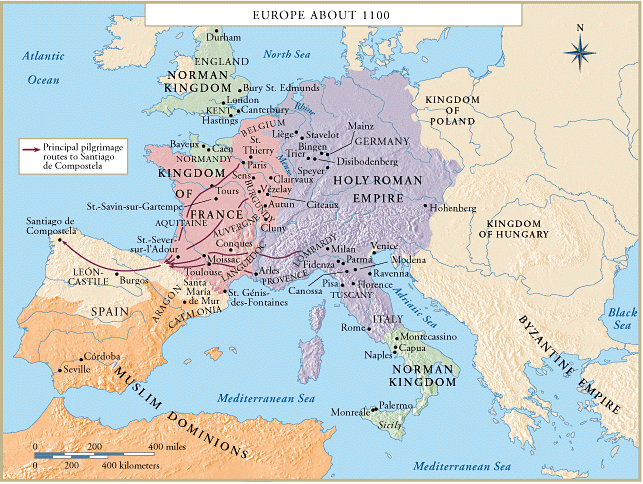 EUROPE ABOUT 1100
Durham
Atlantic
Ocean
North Sea
N
ENGLAND
NORMAN
KINGDOM
Bury St. Edmunds
London
KENT
Canterbury
Hastings
Rhine
KINGDOM
OF
POLAND
BELGIUM
Liège
Stavelot
Mainz
Bingen
GERMANY
Trier
Disibodenberg
Speyer
Bayeux
Caen
NORMANDY
St.
Thierry
Paris
Meuse
Principal pilgrimage
routes to Santiago
de Compostela
KINGDOM
OF
FRANCE
Sens
Clairvaux
Tours
Vézelay
BURGUNDY
Autun
Citeaux
HOLY ROMAN
EMPIRE
St.-Savin-sur-Gartempe
Hohenberg
AQUITAINE
AUVERGNE
Cluny
KINGDOM
OF HUNGARY
Santiago de
Compostela
St.-Sever-
sur-l'Adour
Conques
Moissac
LANGUEDOC
Toulouse
LOMBARDY
Milan
Venice
Fidenza
Parma
Modena
Arles
PROVENCE
Canossa
Ravenna
Pisa
Florence
TUSCANY
LEÓN-
CASTILE
Burgos
ARAGON
Santa
María
de Mur
St. Génis-
des-Fontaines
CATALONIA
SPAIN
Adriatic Sea
Black
Sea
ITALY
Rome
Montecassino
Capua
Naples
NORMAN
KINGDOM
BYZANTINE EMPIRE
Córdoba
Seville
MUSLIM DOMINIONS
Mediterranean Sea
Monreale
Palermo
Sicily
0 200 400 miles
0 200 400 kilometers
Mediterranean Sea